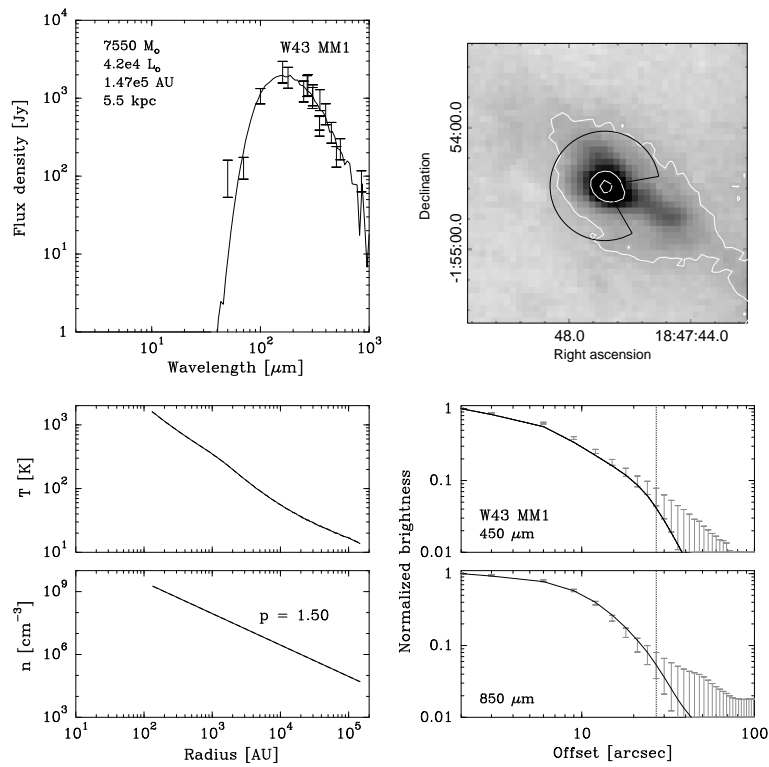 7550 M₀
4.2e4 L₀
1.47e5 AU
5.5 kpc
W43 MM1
Flux density [Jy]
10⁴
10³
10²
10¹
1
10¹ 10² 10³
Wavelength [μm]
Declination
54:00.0
-1:55:00.0
48.0 18:47:44.0
Right ascension
T [K]
10³
10²
10¹
n [cm⁻³]
10⁹
10⁶
10³
p = 1.50
10¹ 10² 10³ 10⁴ 10⁵
Radius [AU]
Normalized brightness
1
0.1
0.01
W43 MM1
450 μm
1
0.1
0.01
850 μm
10 100
Offset [arcsec]